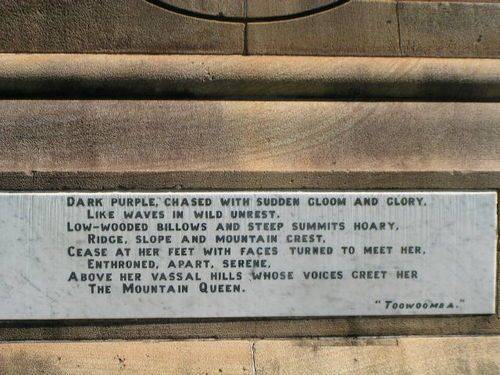 DARK PURPLE, CHASED WITH SUDDEN GLOOM AND GLORY,
LIKE WAVES IN WILD UNREST.
LOW-WOODED BILLOWS AND STEEP SUMMITS HOARY,
RIDGE, SLOPE AND MOUNTAIN CREST,
CEASE AT HER FEET WITH FACES TURNED TO MEET HER,
ENTHRONED, APART, SERENE,
ABOVE HER VASSAL HILLS WHOSE VOICES GREET HER
THE MOUNTAIN QUEEN.
"TOOWOOMBA."